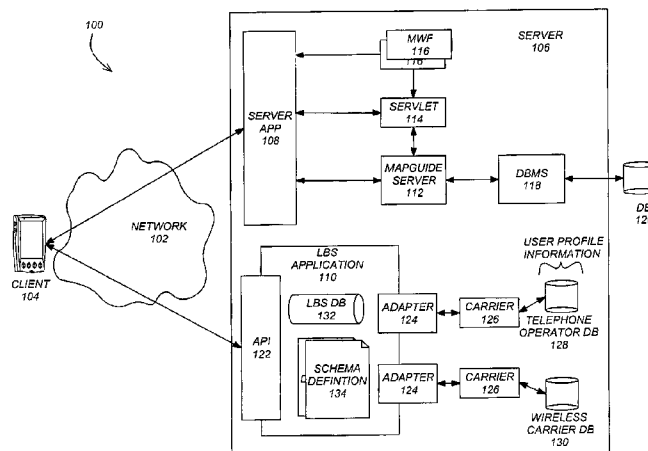 100
MWF
116
116
SERVER
106
SERVLET
114
SERVER
APP
108
MAPGUIDE
SERVER
112
DBMS
118
DB
NETWORK
102
CLIENT
104
LBS
APPLICATION
110
USER PROFILE
INFORMATION
LBS DB
132
API
122
SCHEMA
DEFINTION
134
ADAPTER
124
CARRIER
126
TELEPHONE
OPERATOR DB
128
ADAPTER
124
CARRIER
126
WIRELESS
CARRIER DB
130